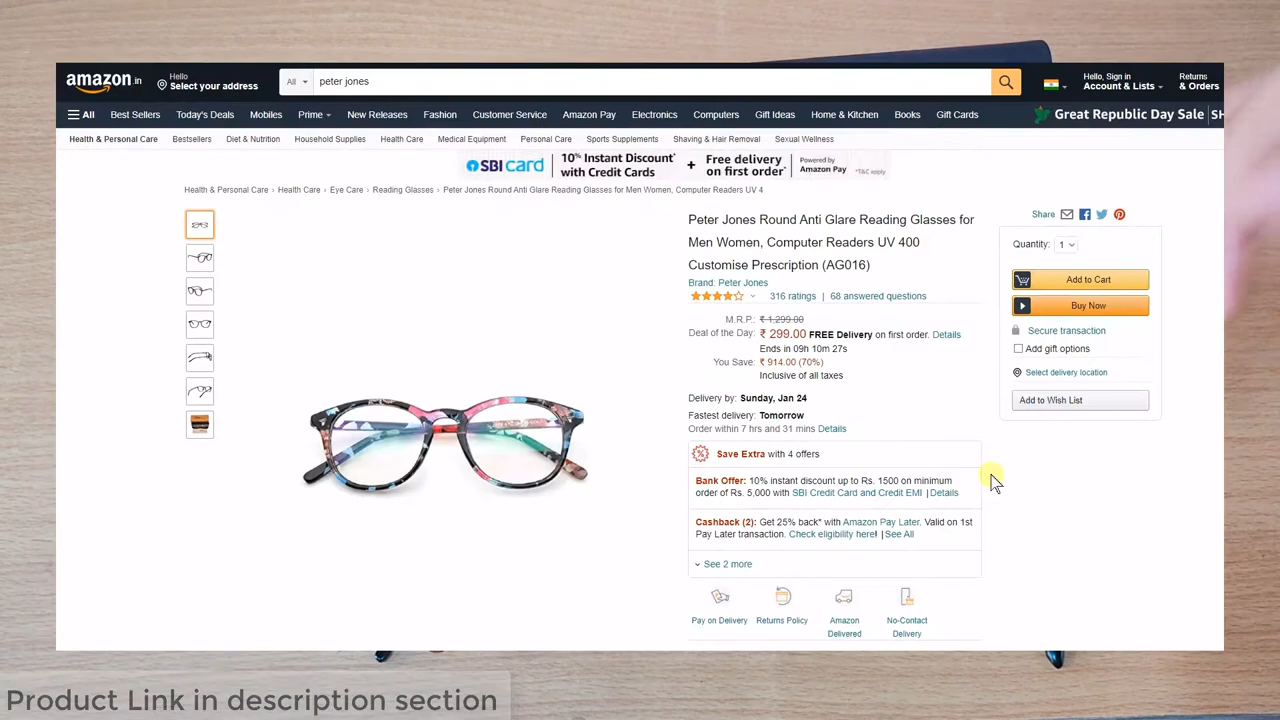 amazon.in
Hello
Select your address
All
peter jones
Hello, Sign in
Account & Lists
Returns
& Orders
All
Best Sellers
Today's Deals
Mobiles
Prime
New Releases
Fashion
Customer Service
Amazon Pay
Electronics
Computers
Gift Ideas
Home & Kitchen
Books
Gift Cards
Great Republic Day Sale | SH
Health & Personal Care
Bestsellers
Diet & Nutrition
Household Supplies
Health Care
Medical Equipment
Personal Care
Sports Supplements
Shaving & Hair Removal
Sexual Wellness
SBI card
10% Instant Discount*
with Credit Cards
+
Free delivery
on first order*
Powered by
Amazon Pay
*T&C apply
Health & Personal Care › Health Care › Eye Care › Reading Glasses › Peter Jones Round Anti Glare Reading Glasses for Men Women, Computer Readers UV 4
Peter Jones Round Anti Glare Reading Glasses for
Men Women, Computer Readers UV 400
Customise Prescription (AG016)
Brand: Peter Jones
316 ratings | 68 answered questions
M.R.P.: ₹ 1,299.00
Deal of the Day: ₹ 299.00 FREE Delivery on first order. Details
Ends in 09h 10m 27s
You Save: ₹ 914.00 (70%)
Inclusive of all taxes
Delivery by: Sunday, Jan 24
Fastest delivery: Tomorrow
Order within 7 hrs and 31 mins Details
Save Extra with 4 offers
Bank Offer: 10% instant discount up to Rs. 1500 on minimum
order of Rs. 5,000 with SBI Credit Card and Credit EMI | Details
Cashback (2): Get 25% back* with Amazon Pay Later. Valid on 1st
Pay Later transaction. Check eligibility here! | See All
See 2 more
Pay on Delivery
Returns Policy
Amazon
Delivered
No-Contact
Delivery
Share
Quantity: 1
Add to Cart
Buy Now
Secure transaction
Add gift options
Select delivery location
Add to Wish List
Product Link in description section